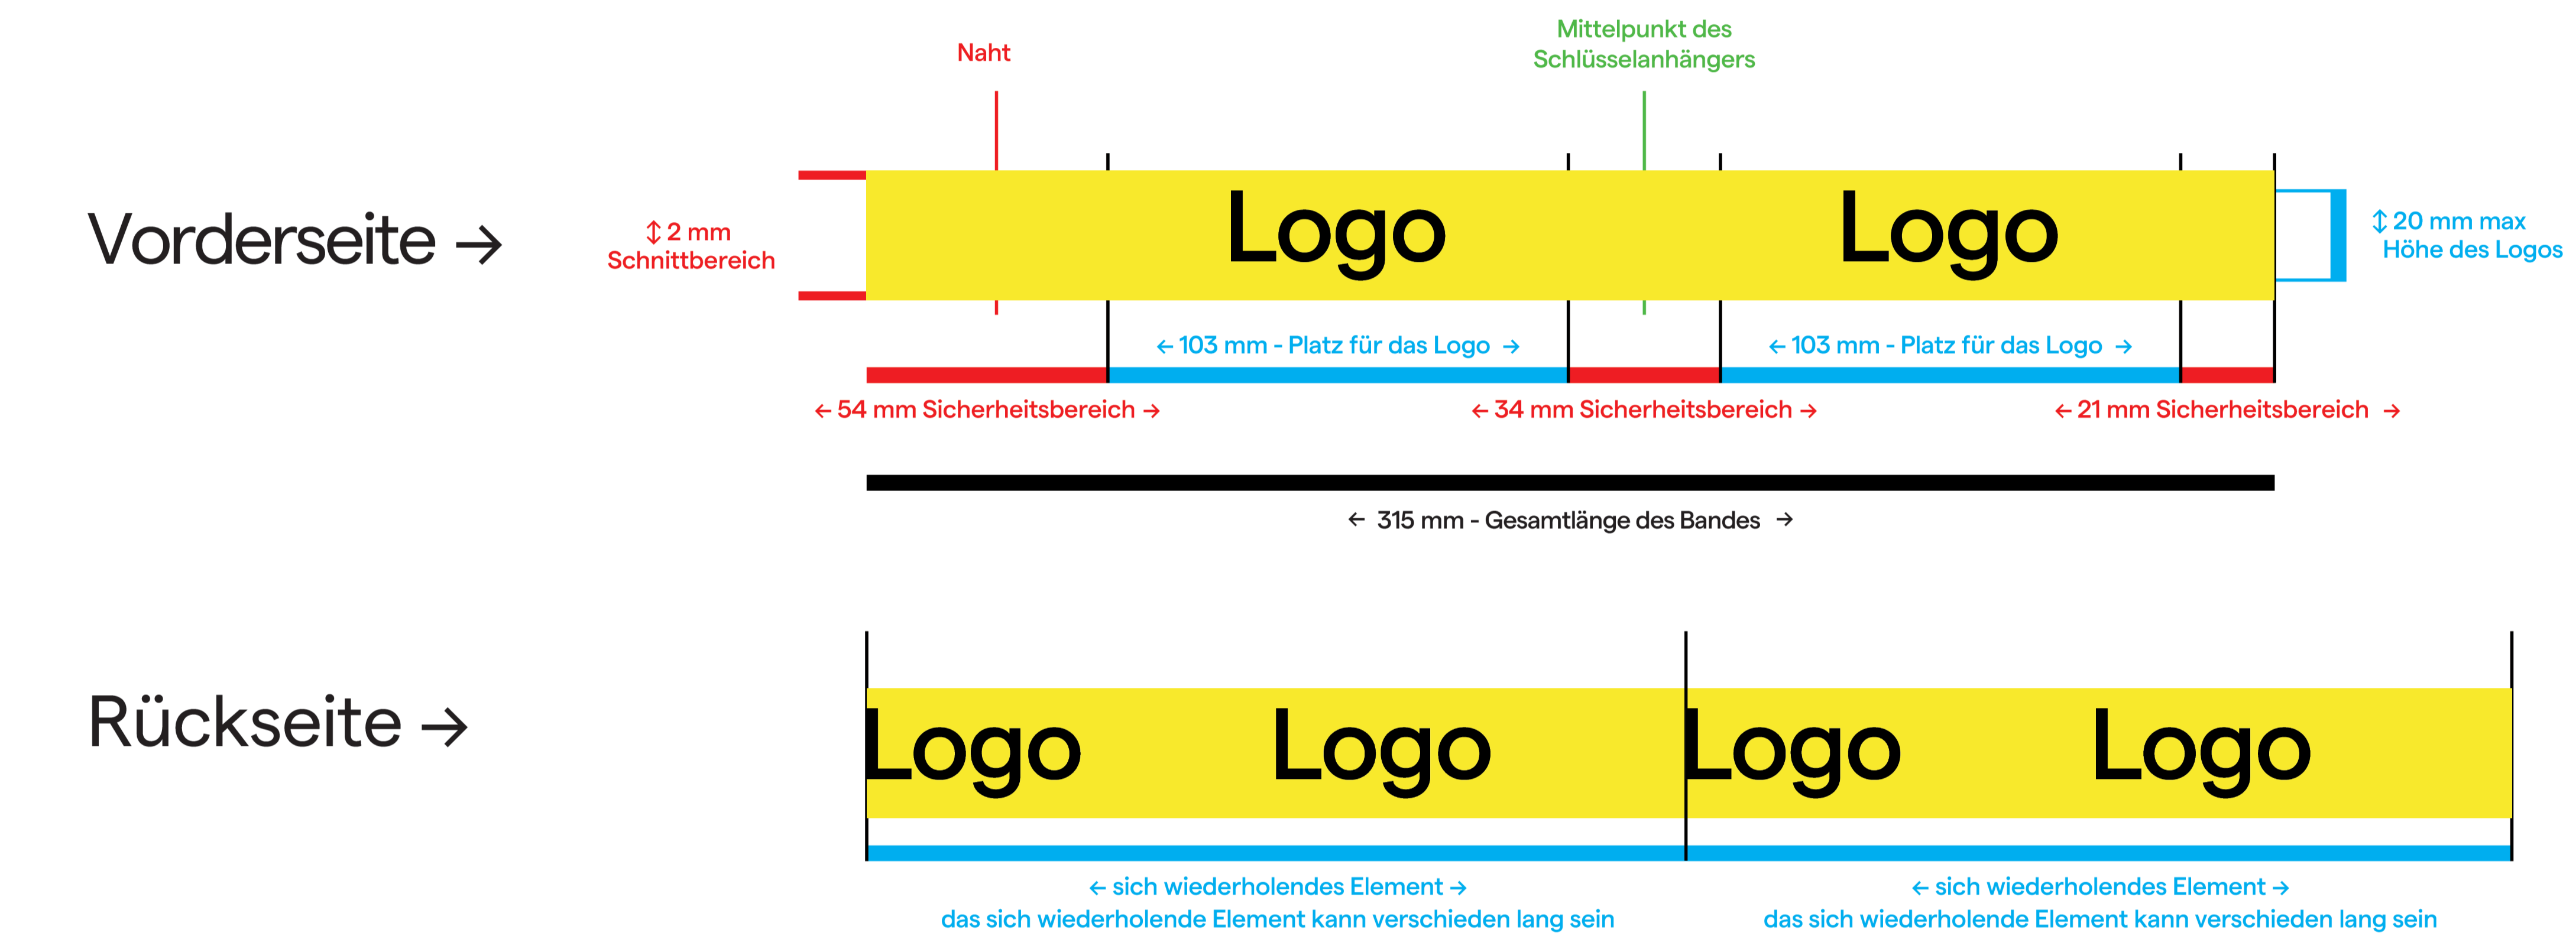 Naht
Mittelpunkt des
Schlüsselanhängers
Vorderseite →
↕ 2 mm
Schnittbereich
Logo
Logo
↕ 20 mm max
Höhe des Logos
← 103 mm - Platz für das Logo →
← 103 mm - Platz für das Logo →
← 54 mm Sicherheitsbereich →
← 34 mm Sicherheitsbereich →
← 21 mm Sicherheitsbereich →
← 315 mm - Gesamtlänge des Bandes →
Rückseite →
Logo
Logo
Logo
Logo
← sich wiederholendes Element →
das sich wiederholende Element kann verschieden lang sein
← sich wiederholendes Element →
das sich wiederholende Element kann verschieden lang sein